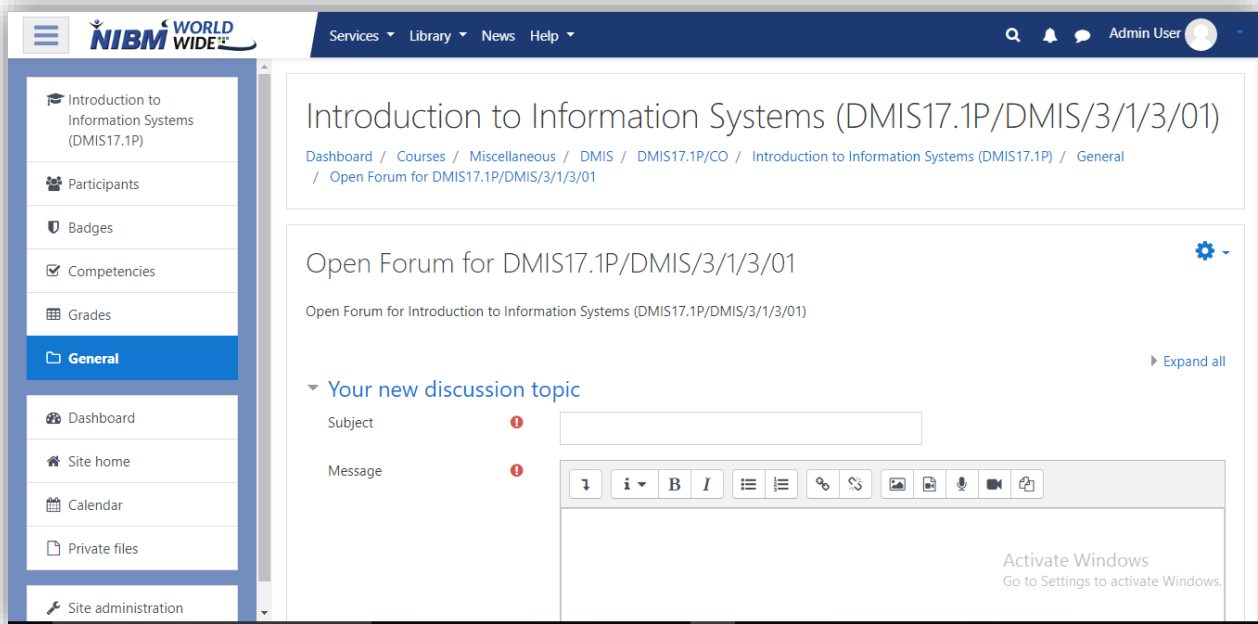 NIBM WORLD WIDE
Services Library News Help Admin User
Introduction to
Information Systems
(DMIS17.1P)
Participants
Badges
Competencies
Grades
General
Dashboard
Site home
Calendar
Private files
Site administration
Introduction to Information Systems (DMIS17.1P/DMIS/3/1/3/01)
Dashboard / Courses / Miscellaneous / DMIS / DMIS17.1P/CO / Introduction to Information Systems (DMIS17.1P) / General
/ Open Forum for DMIS17.1P/DMIS/3/1/3/01
Open Forum for DMIS17.1P/DMIS/3/1/3/01
Open Forum for Introduction to Information Systems (DMIS17.1P/DMIS/3/1/3/01)
Expand all
Your new discussion topic
Subject
Message
i B I
Activate Windows
Go to Settings to activate Windows.